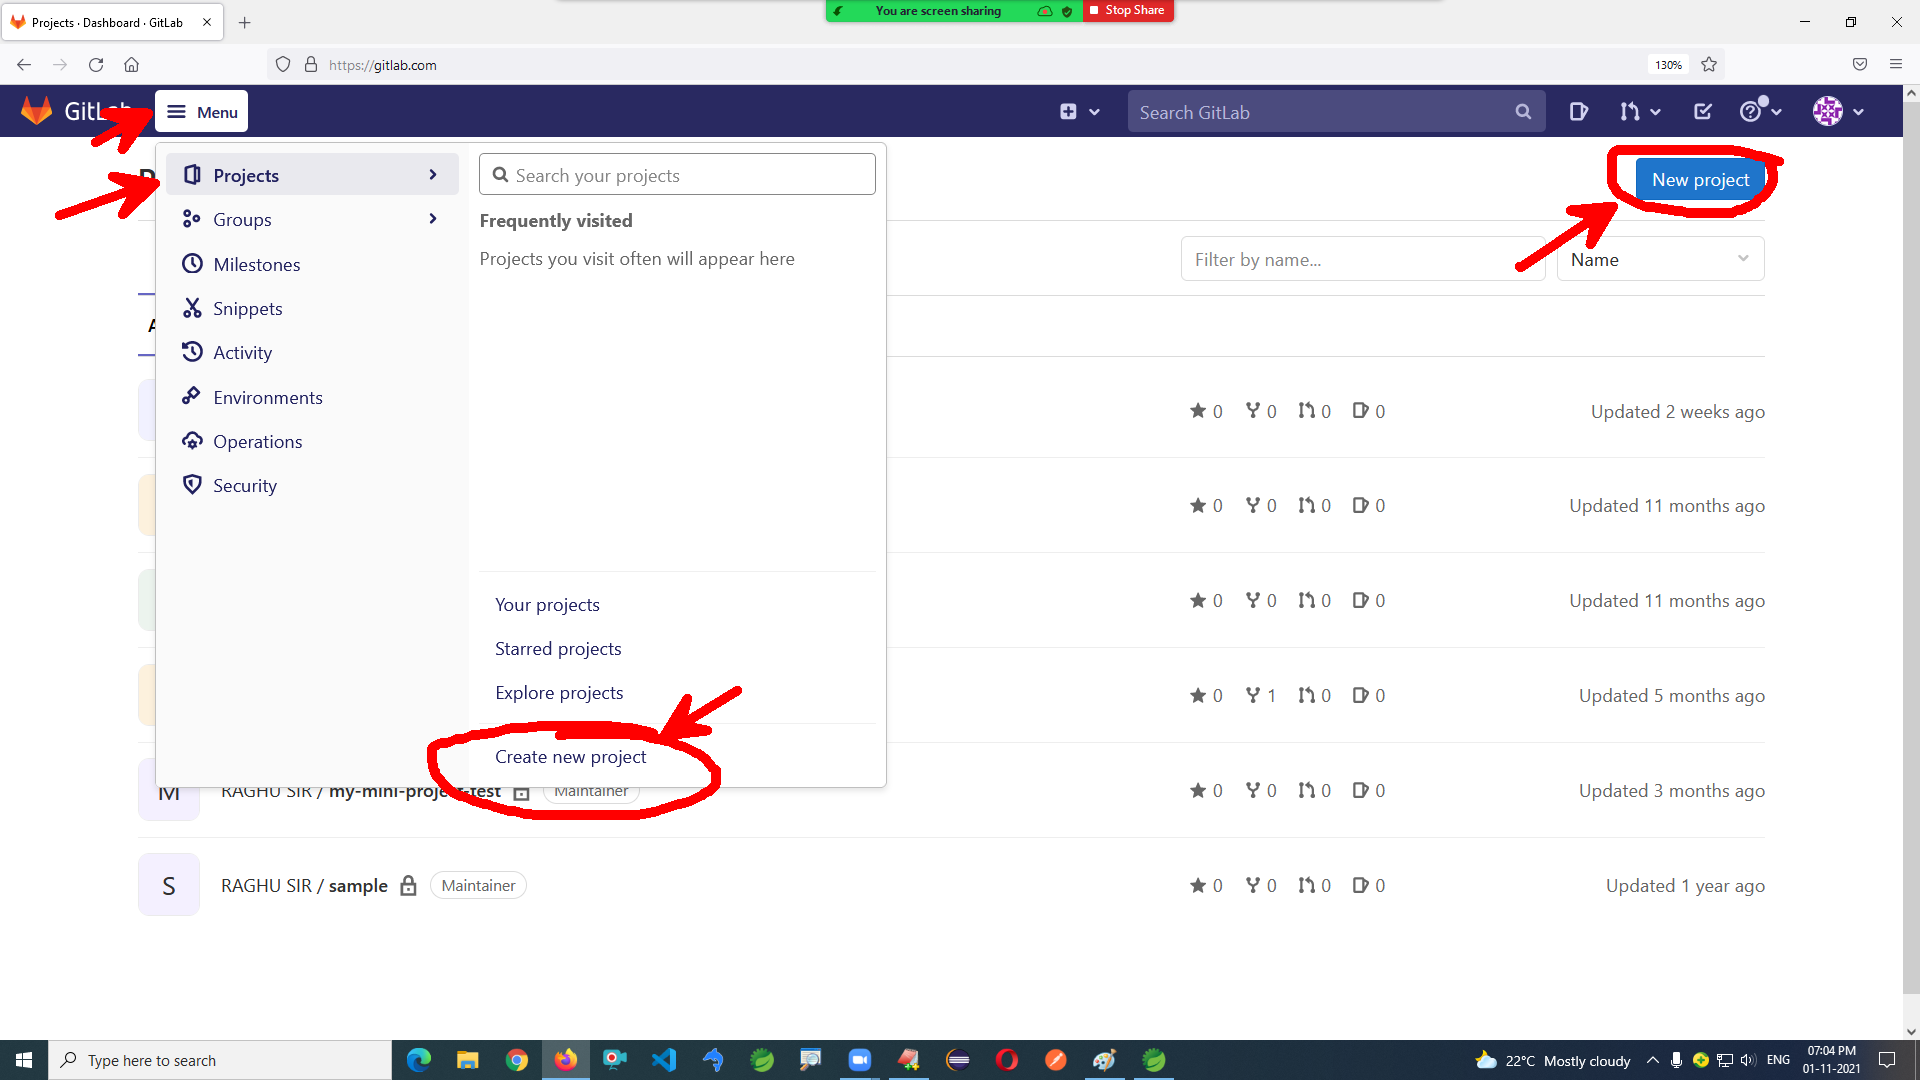 Projects · Dashboard · GitLab
You are screen sharing
Stop Share
https://gitlab.com
130%
GitLab
Menu
Search GitLab
Projects
Search your projects
New project
Groups
Frequently visited
Milestones
Projects you visit often will appear here
Filter by name...
Name
Snippets
Activity
Environments
0 0 0 0 Updated 2 weeks ago
Operations
Security
0 0 0 0 Updated 11 months ago
Your projects
0 0 0 0 Updated 11 months ago
Starred projects
Explore projects
0 1 0 0 Updated 5 months ago
Create new project
M RAGHU SIR / my-mini-project-test Maintainer 0 0 0 0 Updated 3 months ago
S RAGHU SIR / sample Maintainer 0 0 0 0 Updated 1 year ago
Type here to search
22°C Mostly cloudy
ENG
07:04 PM
01-11-2021